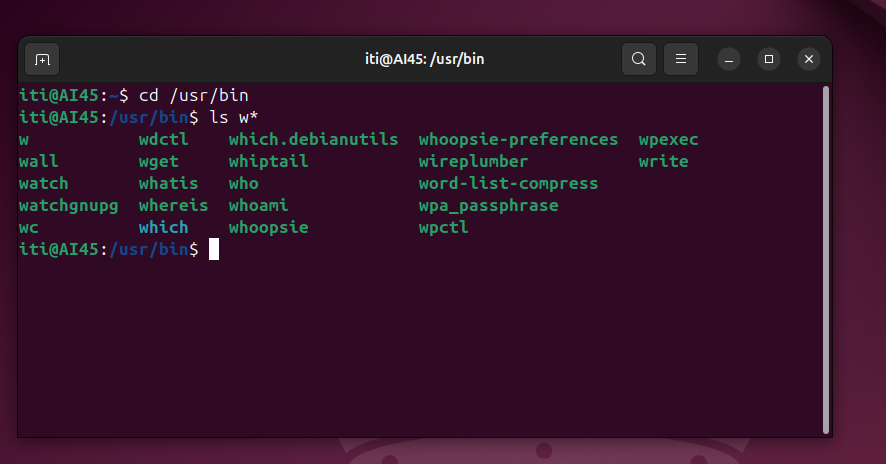 iti@AI45: /usr/bin
iti@AI45:~$ cd /usr/bin
iti@AI45:/usr/bin$ ls w*
w wdctl which.debianutils whoopsie-preferences wpexec
wall wget whiptail wireplumber write
watch whatis who word-list-compress
watchgnupg whereis whoami wpa_passphrase
wc which whoopsie wpctl
iti@AI45:/usr/bin$